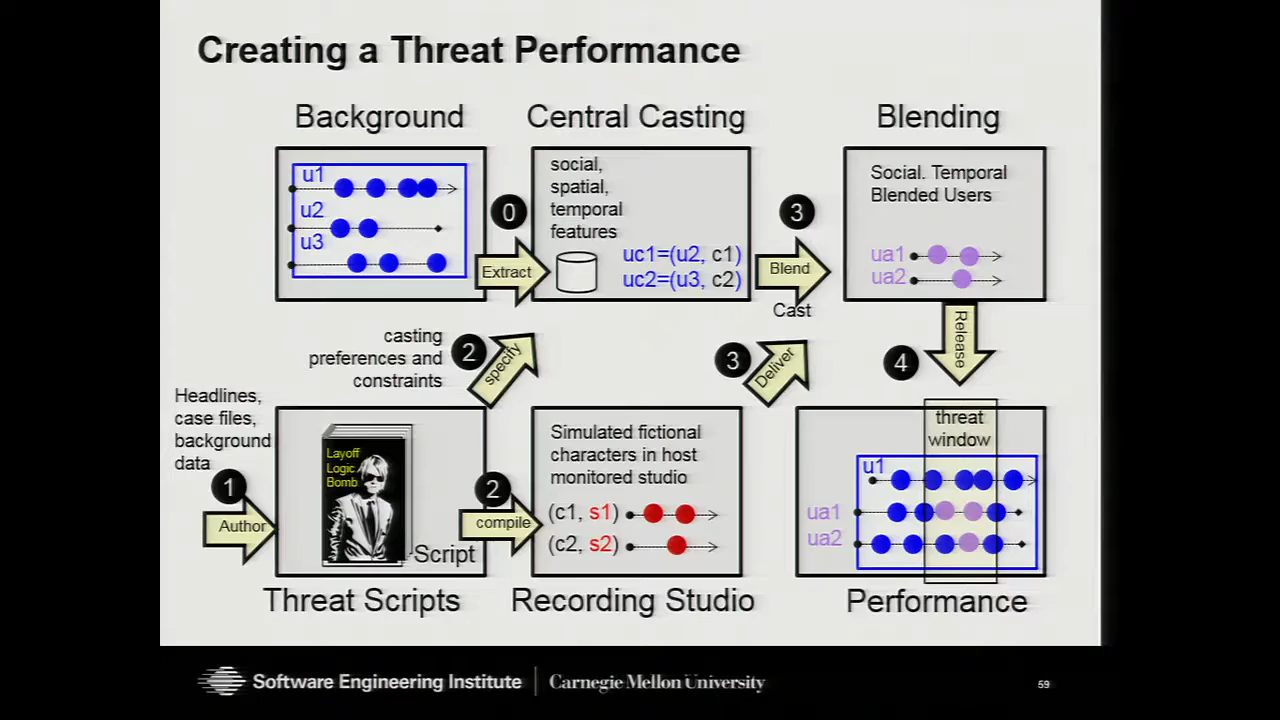 Creating a Threat Performance
Background
Central Casting
Blending
u1
u2
u3
0
Extract
social,
spatial,
temporal
features
uc1=(u2, c1)
uc2=(u3, c2)
3
Blend
Cast
Social. Temporal
Blended Users
ua1
ua2
casting
preferences and
constraints
2
specify
3
Deliver
4
Release
Headlines,
case files,
background
data
1
Author
Layoff
Logic
Bomb
Script
2
compile
Simulated fictional
characters in host
monitored studio
(c1, s1)
(c2, s2)
threat
window
u1
ua1
ua2
Threat Scripts
Recording Studio
Performance
Software Engineering Institute
Carnegie Mellon University
59